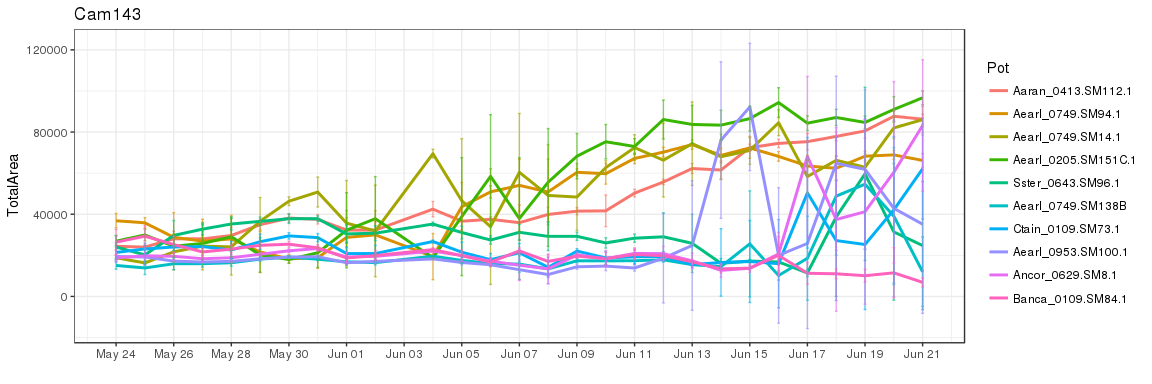 Cam143
TotalArea
120000
80000
40000
0
May 24
May 26
May 28
May 30
Jun 01
Jun 03
Jun 05
Jun 07
Jun 09
Jun 11
Jun 13
Jun 15
Jun 17
Jun 19
Jun 21
Pot
Aaran_0413.SM112.1
Aearl_0749.SM94.1
Aearl_0749.SM14.1
Aearl_0205.SM151C.1
Sster_0643.SM96.1
Aearl_0749.SM138B
Ctain_0109.SM73.1
Aearl_0953.SM100.1
Ancor_0629.SM8.1
Banca_0109.SM84.1